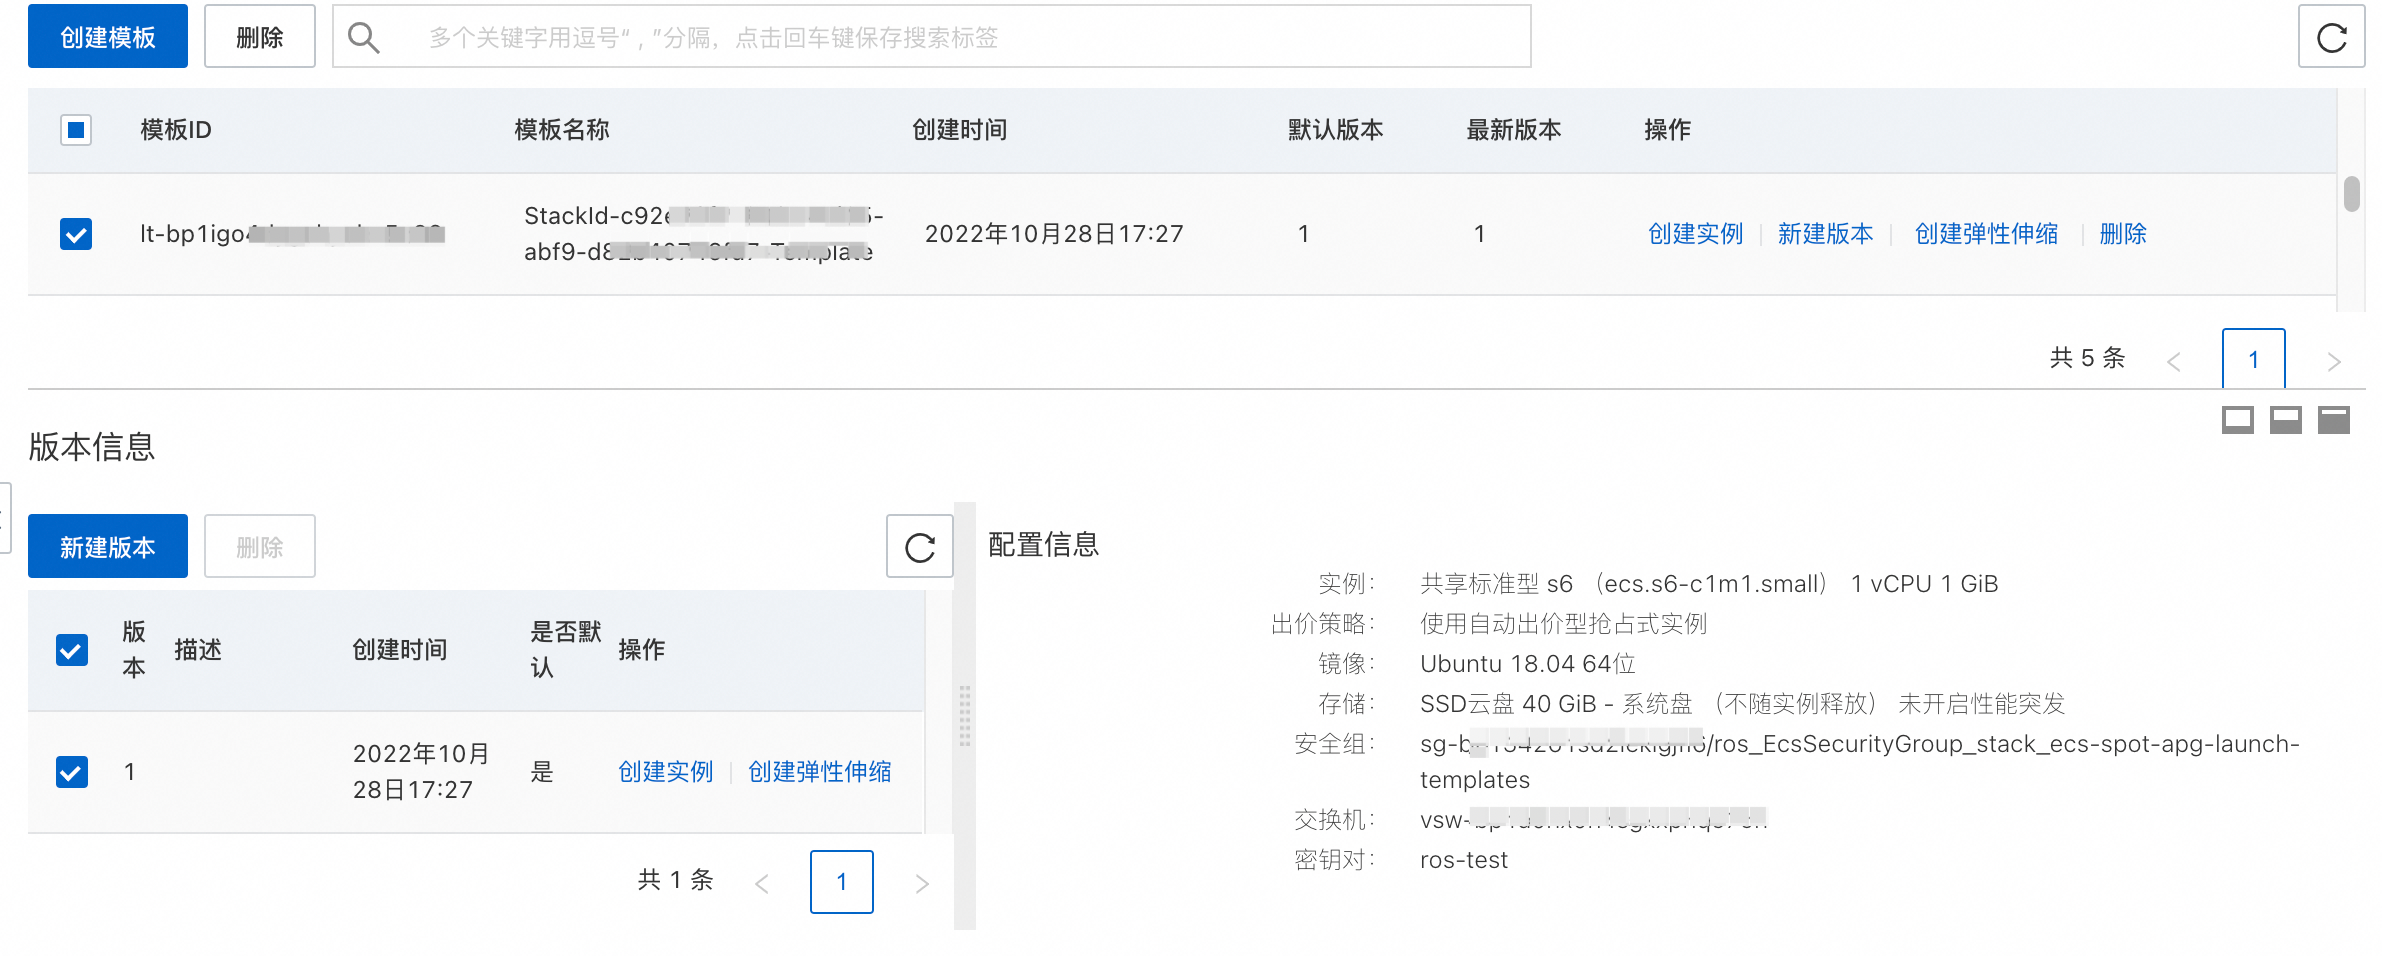 创建模板 删除 多个关键字用逗号“ , ”分隔，点击回车键保存搜索标签
模板ID 模板名称 创建时间 默认版本 最新版本 操作
lt-bp1igo StackId-c92e 5- 2022年10月28日17:27 1 1 创建实例 新建版本 创建弹性伸缩 删除
abf9-d8
共 5 条 < 1 >
版本信息
新建版本 删除
版本 描述 创建时间 是否默认 操作
1 2022年10月28日17:27 是 创建实例 创建弹性伸缩
共 1 条 < 1 >
配置信息
实例： 共享标准型 s6 （ecs.s6-c1m1.small） 1 vCPU 1 GiB
出价策略： 使用自动出价型抢占式实例
镜像： Ubuntu 18.04 64位
存储： SSD云盘 40 GiB - 系统盘 （不随实例释放） 未开启性能突发
安全组： sg-b /ros_EcsSecurityGroup_stack_ecs-spot-apg-launch-
templates
交换机： vsw-
密钥对： ros-test